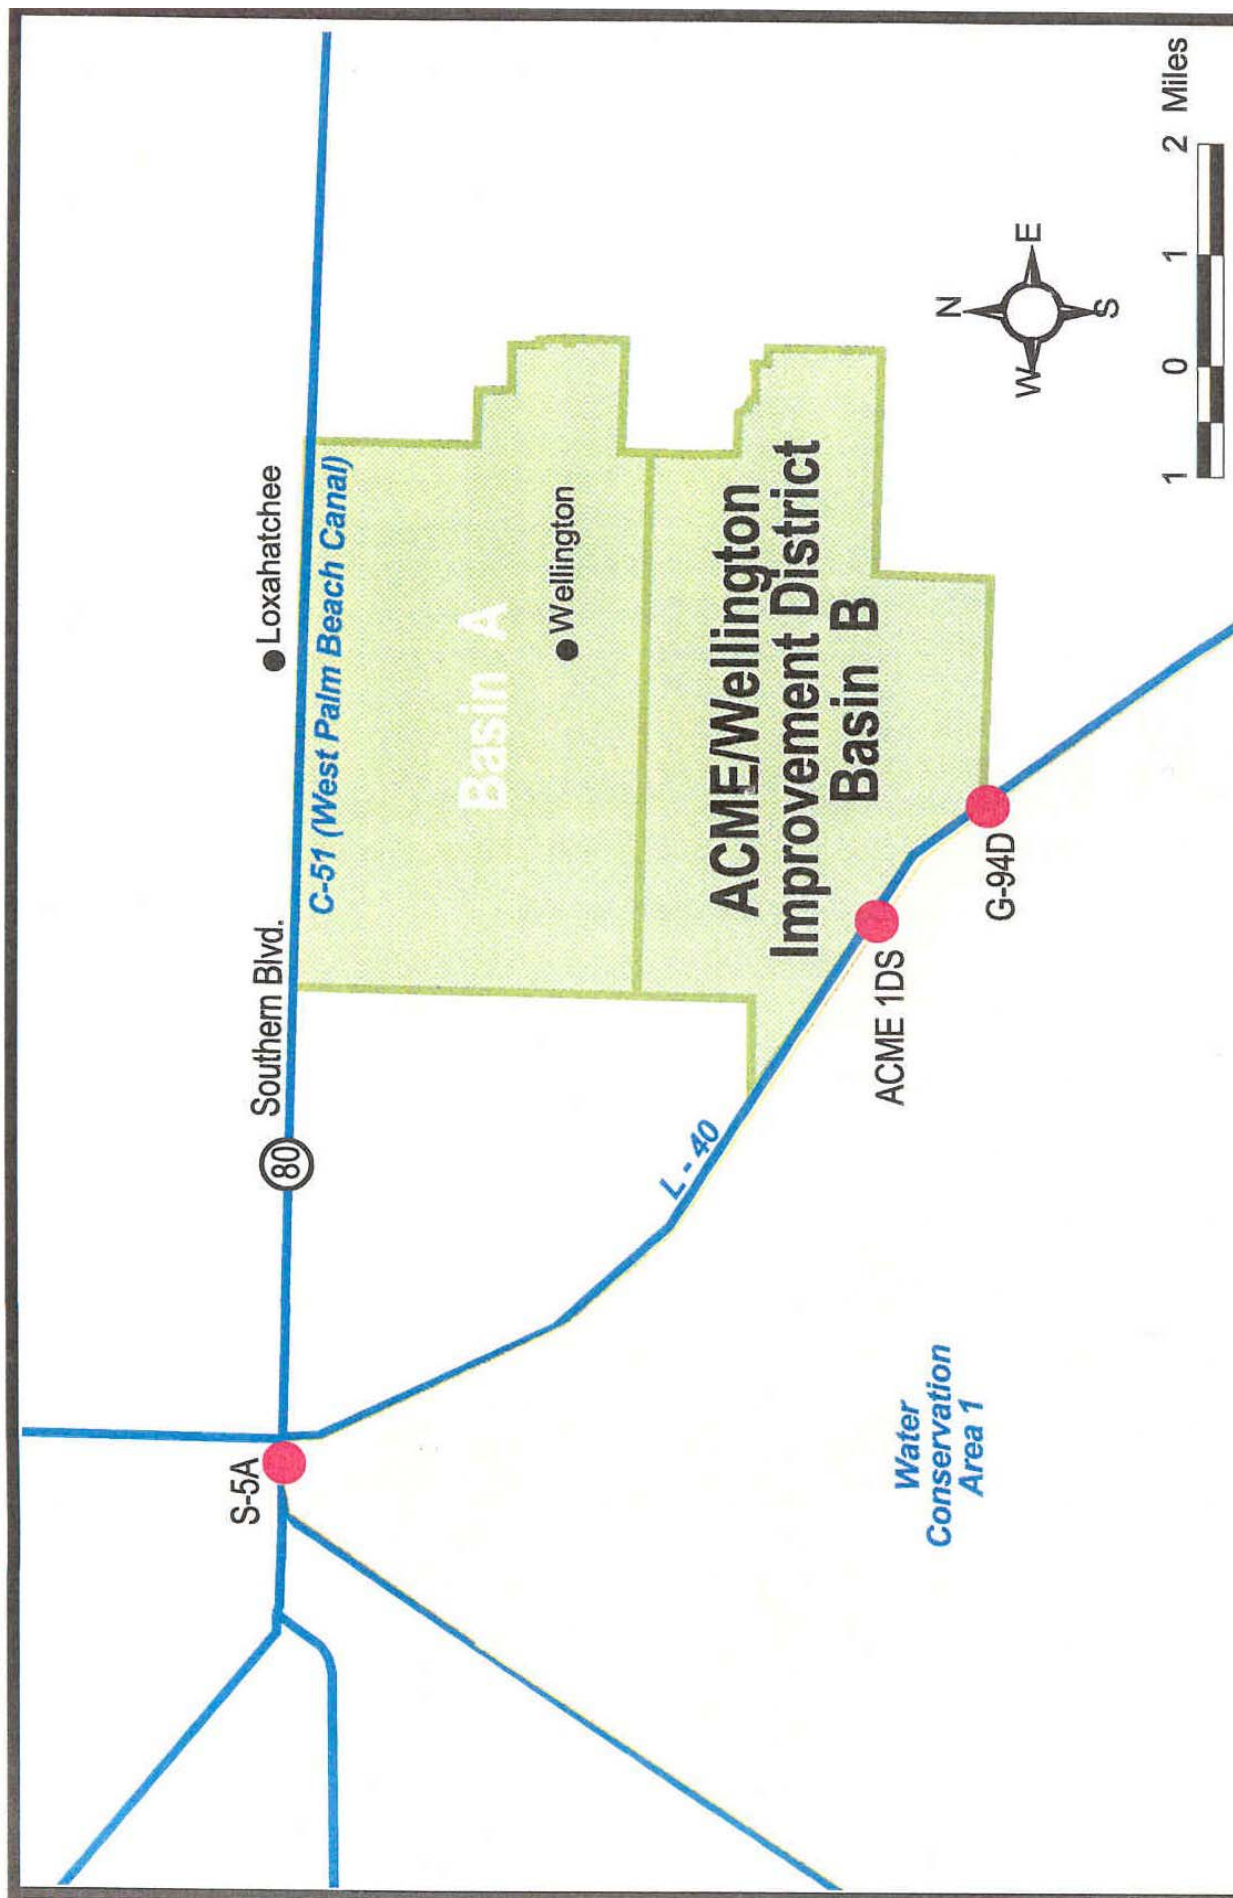 Southern Blvd.
80
S-5A
Loxahatchee
C-51 (West Palm Beach Canal)
Basin A
Wellington
L - 40
ACME/Wellington
Improvement District
Basin B
ACME 1DS
G-94D
Water
Conservation
Area 1
N
W
E
S
1 0 1 2 Miles